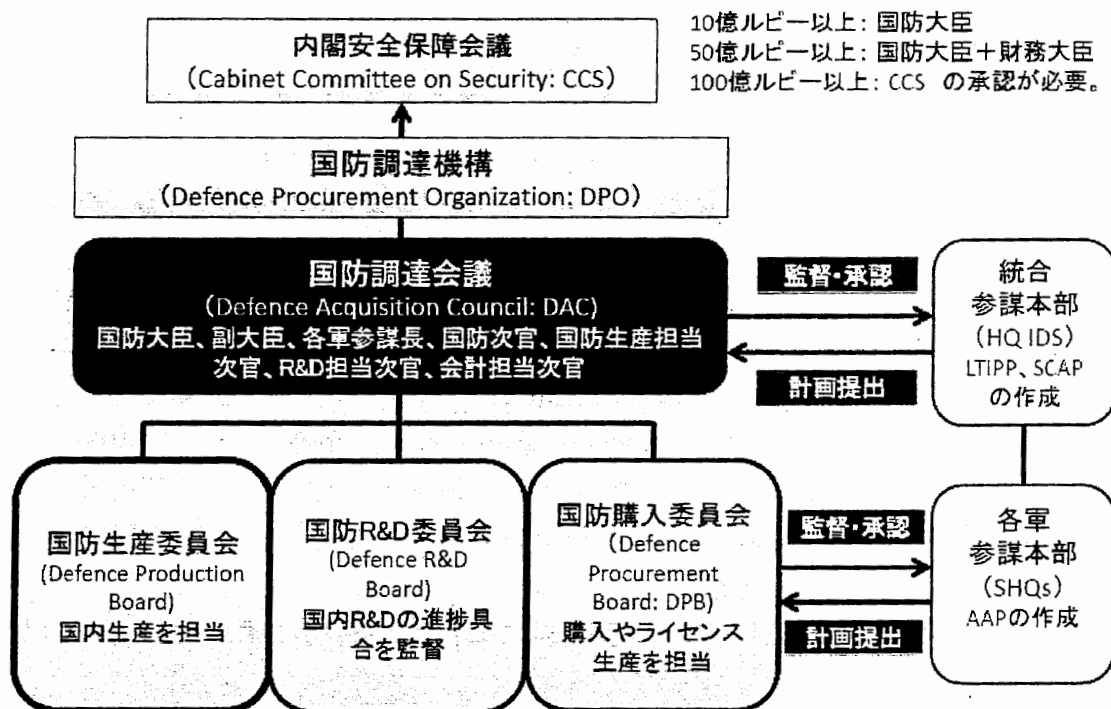 10億ルビー以上: 国防大臣
50億ルビー以上: 国防大臣+財務大臣
100億ルビー以上: CCS の承認が必要。
内閣安全保障会議
(Cabinet Committee on Security: CCS)
国防調達機構
(Defence Procurement Organization: DPO)
国防調達会議
(Defence Acquisition Council: DAC)
国防大臣、副大臣、各軍参謀長、国防次官、国防生産担当
次官、R&D担当次官、会計担当次官
監督・承認
計画提出
統合
参謀本部
(HQ IDS)
LTIPP、SCAP
の作成
国防生産委員会
(Defence Production
Board)
国内生産を担当
国防R&D委員会
(Defence R&D
Board)
国内R&Dの進捗具
合を監督
国防購入委員会
(Defence
Procurement
Board: DPB)
購入やライセンス
生産を担当
監督・承認
計画提出
各軍
参謀本部
(SHQs)
AAPの作成